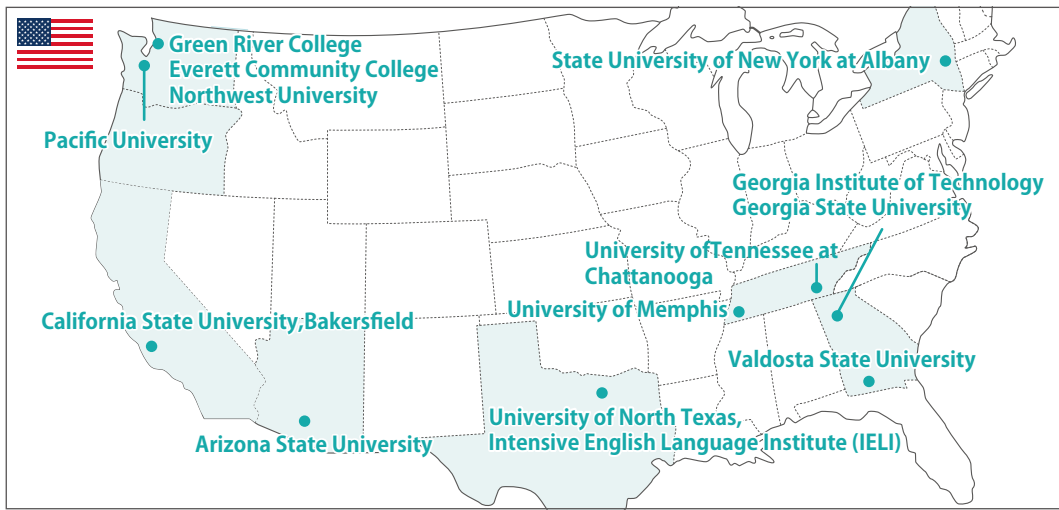 Green River College
Everett Community College
Northwest University
Pacific University
State University of New York at Albany
Georgia Institute of Technology
Georgia State University
University ofTennessee at
Chattanooga
University of Memphis
California State University,Bakersfield
Valdosta State University
Arizona State University
University of North Texas,
Intensive English Language Institute (IELI)